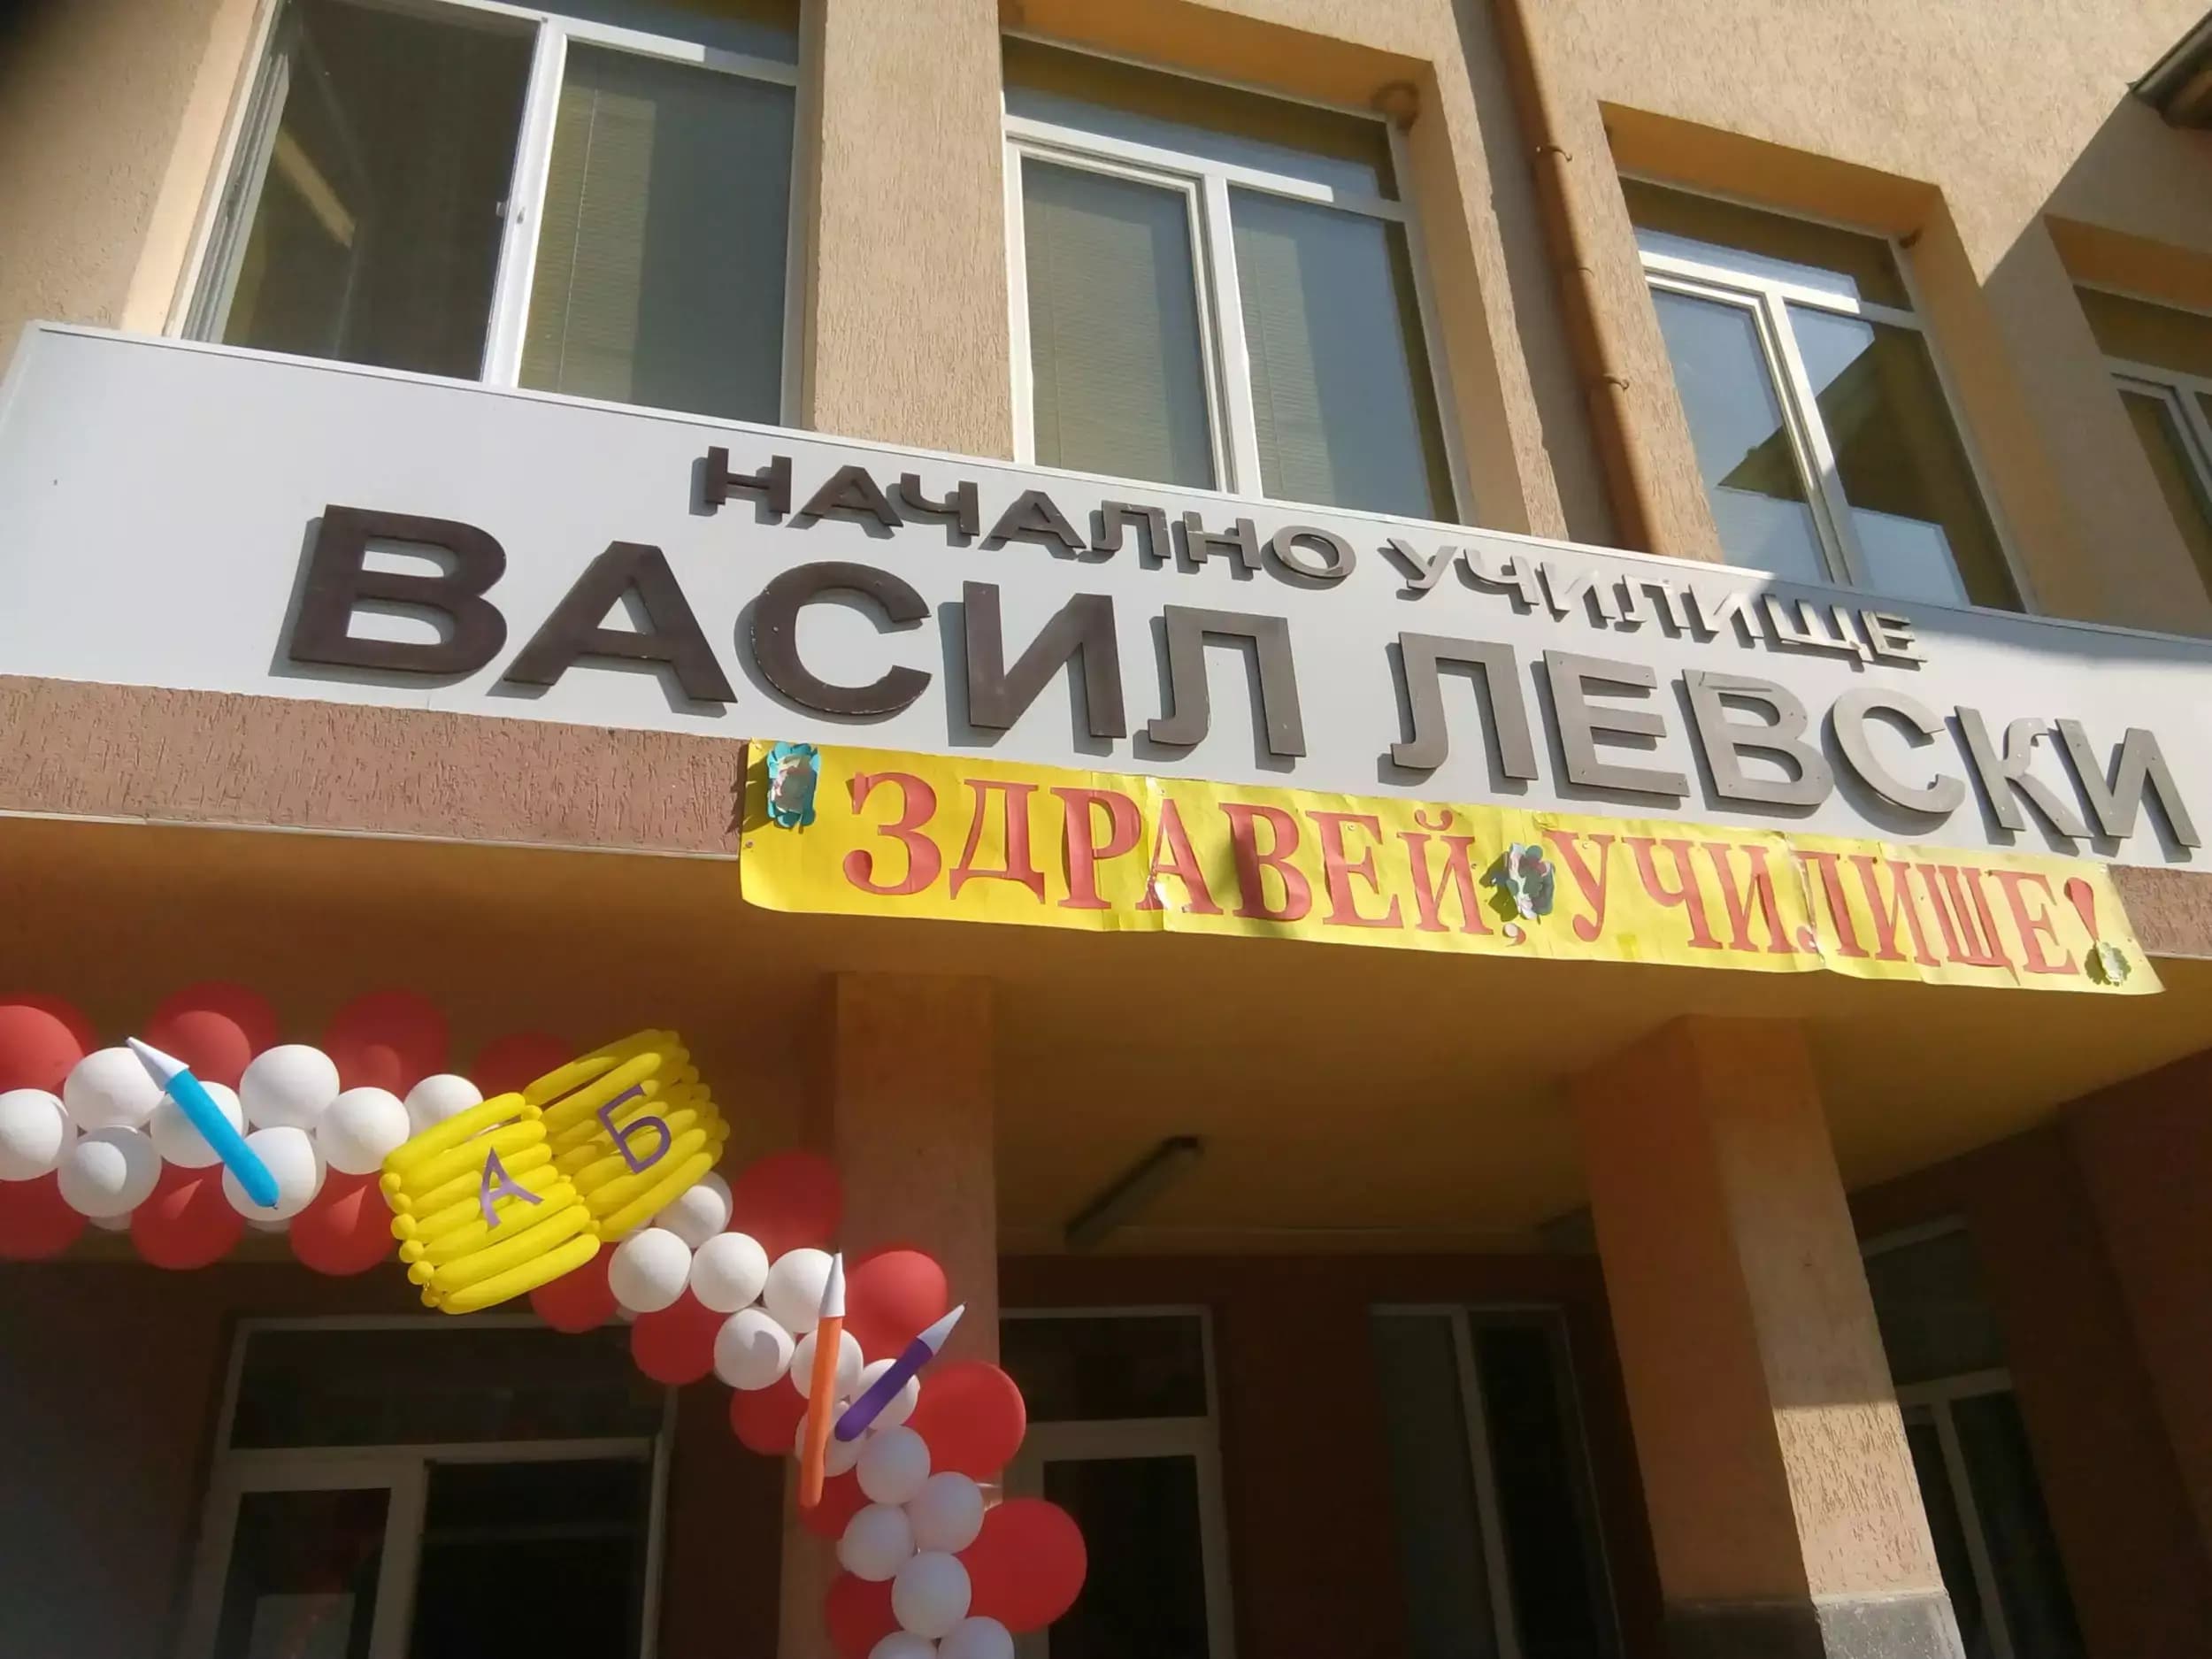 НАЧАЛНО УЧИЛИЩЕ
ВАСИЛ ЛЕВСКИ
ЗДРАВЕЙ, УЧИЛИЩЕ!
А Б